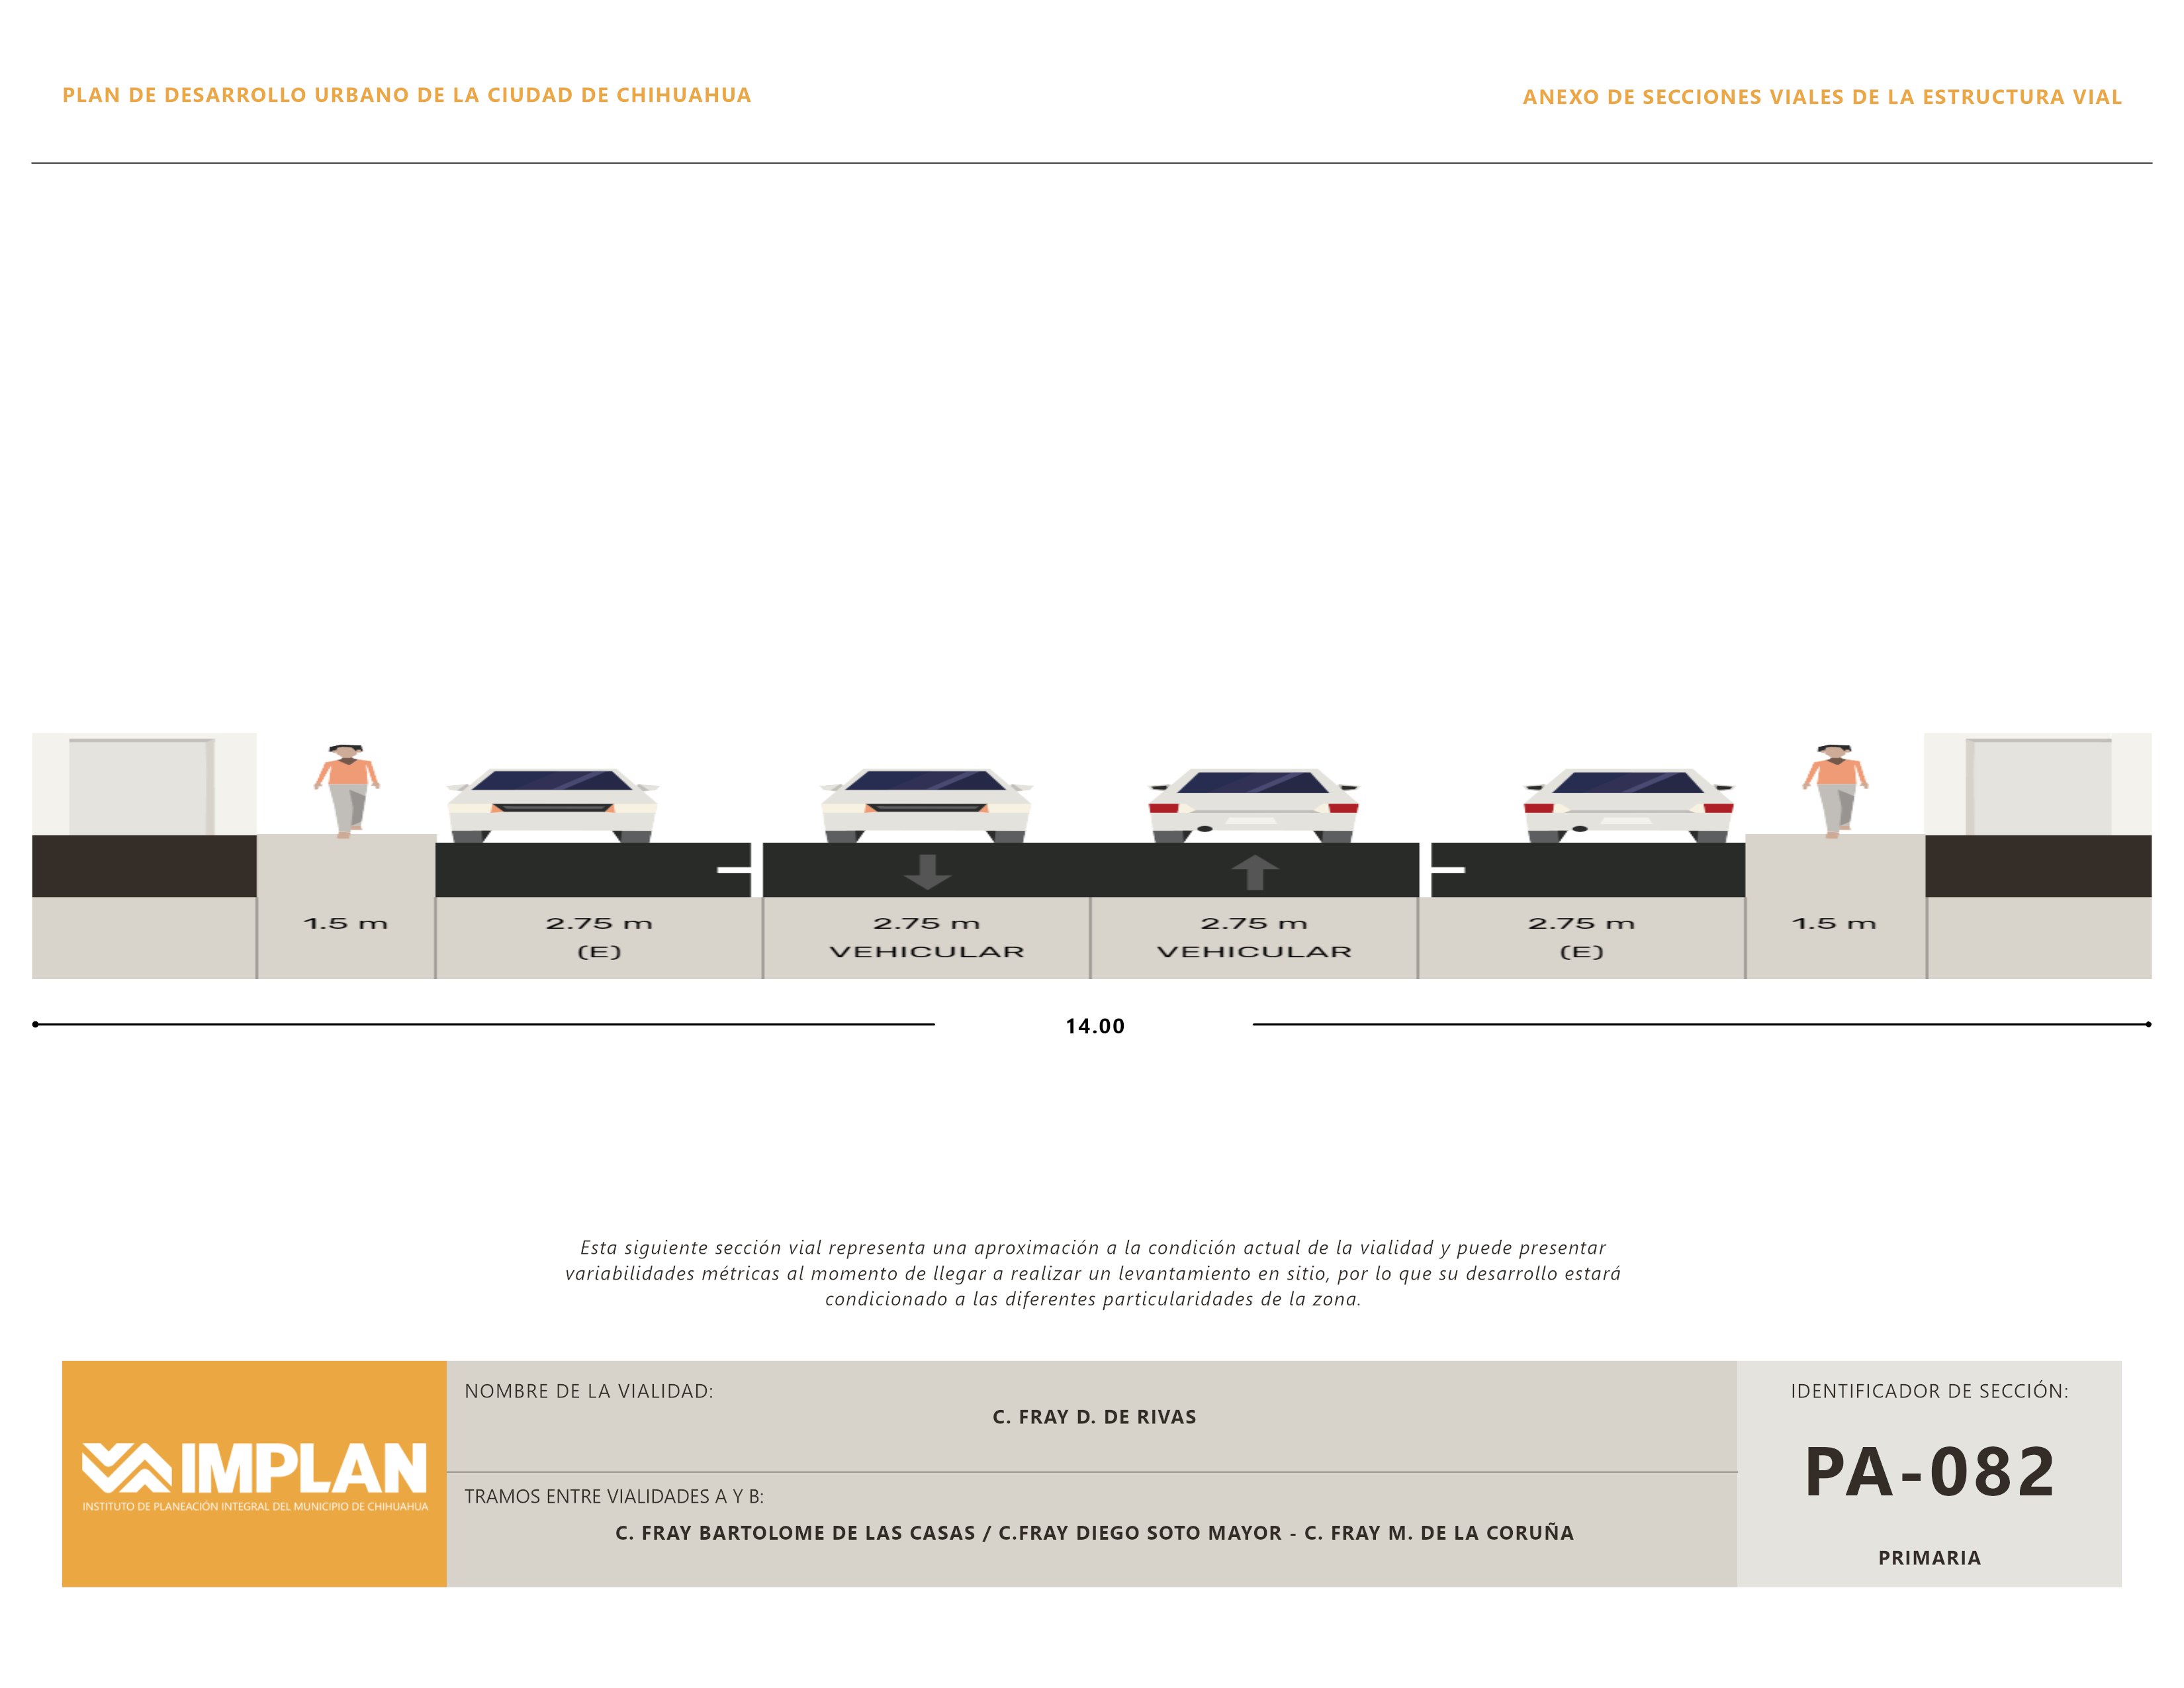 PLAN DE DESARROLLO URBANO DE LA CIUDAD DE CHIHUAHUA
ANEXO DE SECCIONES VIALES DE LA ESTRUCTURA VIAL
1.5 m
2.75 m
(E)
2.75 m
VEHICULAR
2.75 m
VEHICULAR
2.75 m
(E)
1.5 m
14.00
Esta siguiente sección vial representa una aproximación a la condición actual de la vialidad y puede presentar
variabilidades métricas al momento de llegar a realizar un levantamiento en sitio, por lo que su desarrollo estará
condicionado a las diferentes particularidades de la zona.
IMPLAN
INSTITUTO DE PLANEACIÓN INTEGRAL DEL MUNICIPIO DE CHIHUAHUA
NOMBRE DE LA VIALIDAD:
C. FRAY D. DE RIVAS
TRAMOS ENTRE VIALIDADES A Y B:
C. FRAY BARTOLOME DE LAS CASAS / C.FRAY DIEGO SOTO MAYOR - C. FRAY M. DE LA CORUÑA
IDENTIFICADOR DE SECCIÓN:
PA-082
PRIMARIA